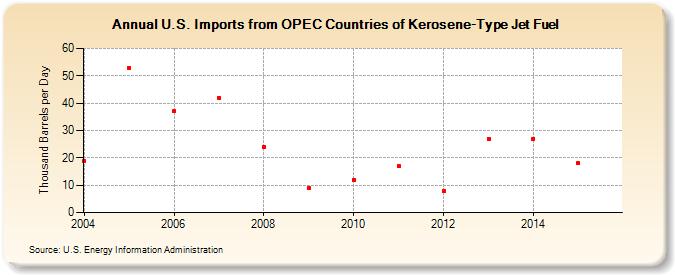 Annual U.S. Imports from OPEC Countries of Kerosene-Type Jet Fuel
Thousand Barrels per Day
60
50
40
30
20
10
0
2004 2006 2008 2010 2012 2014
Source: U.S. Energy Information Administration